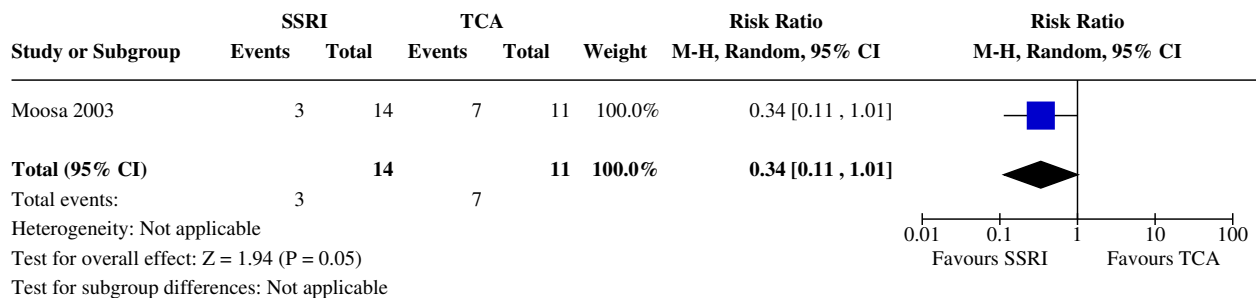 SSRI TCA Risk Ratio Risk Ratio
Study or Subgroup Events Total Events Total Weight M-H, Random, 95% CI M-H, Random, 95% CI
Moosa 2003 3 14 7 11 100.0% 0.34 [0.11 , 1.01]
Total (95% CI) 14 11 100.0% 0.34 [0.11 , 1.01]
Total events: 3 7
Heterogeneity: Not applicable
0.01 0.1 1 10 100
Test for overall effect: Z = 1.94 (P = 0.05)
Favours SSRI Favours TCA
Test for subgroup differences: Not applicable